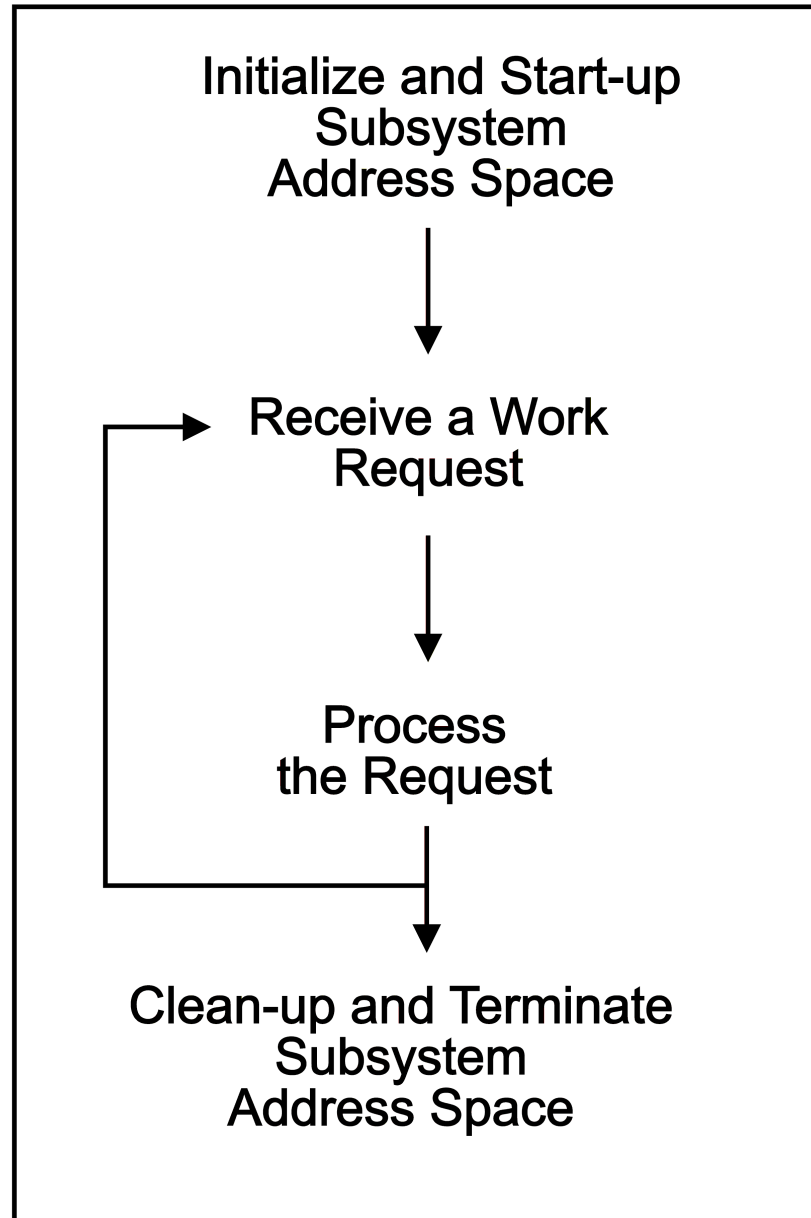 Initialize and Start-up
Subsystem
Address Space
Receive a Work
Request
Process
the Request
Clean-up and Terminate
Subsystem
Address Space